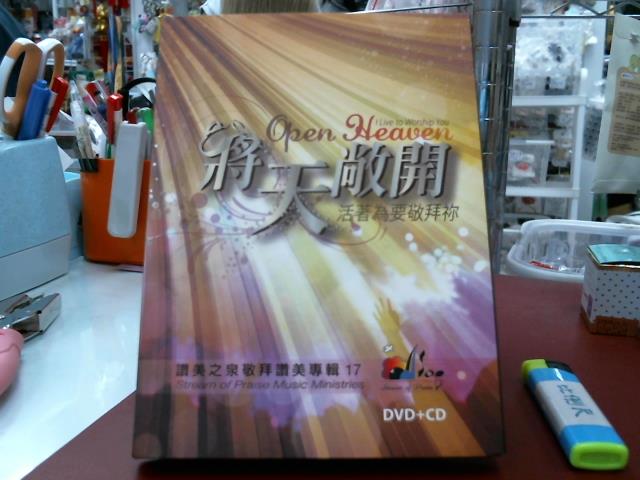 I Live to Worship You
Open Heaven
將天敞開
活著為要敬拜祢
讚美之泉敬拜讚美專輯 17
Stream of Praise Music Ministries
DVD+CD